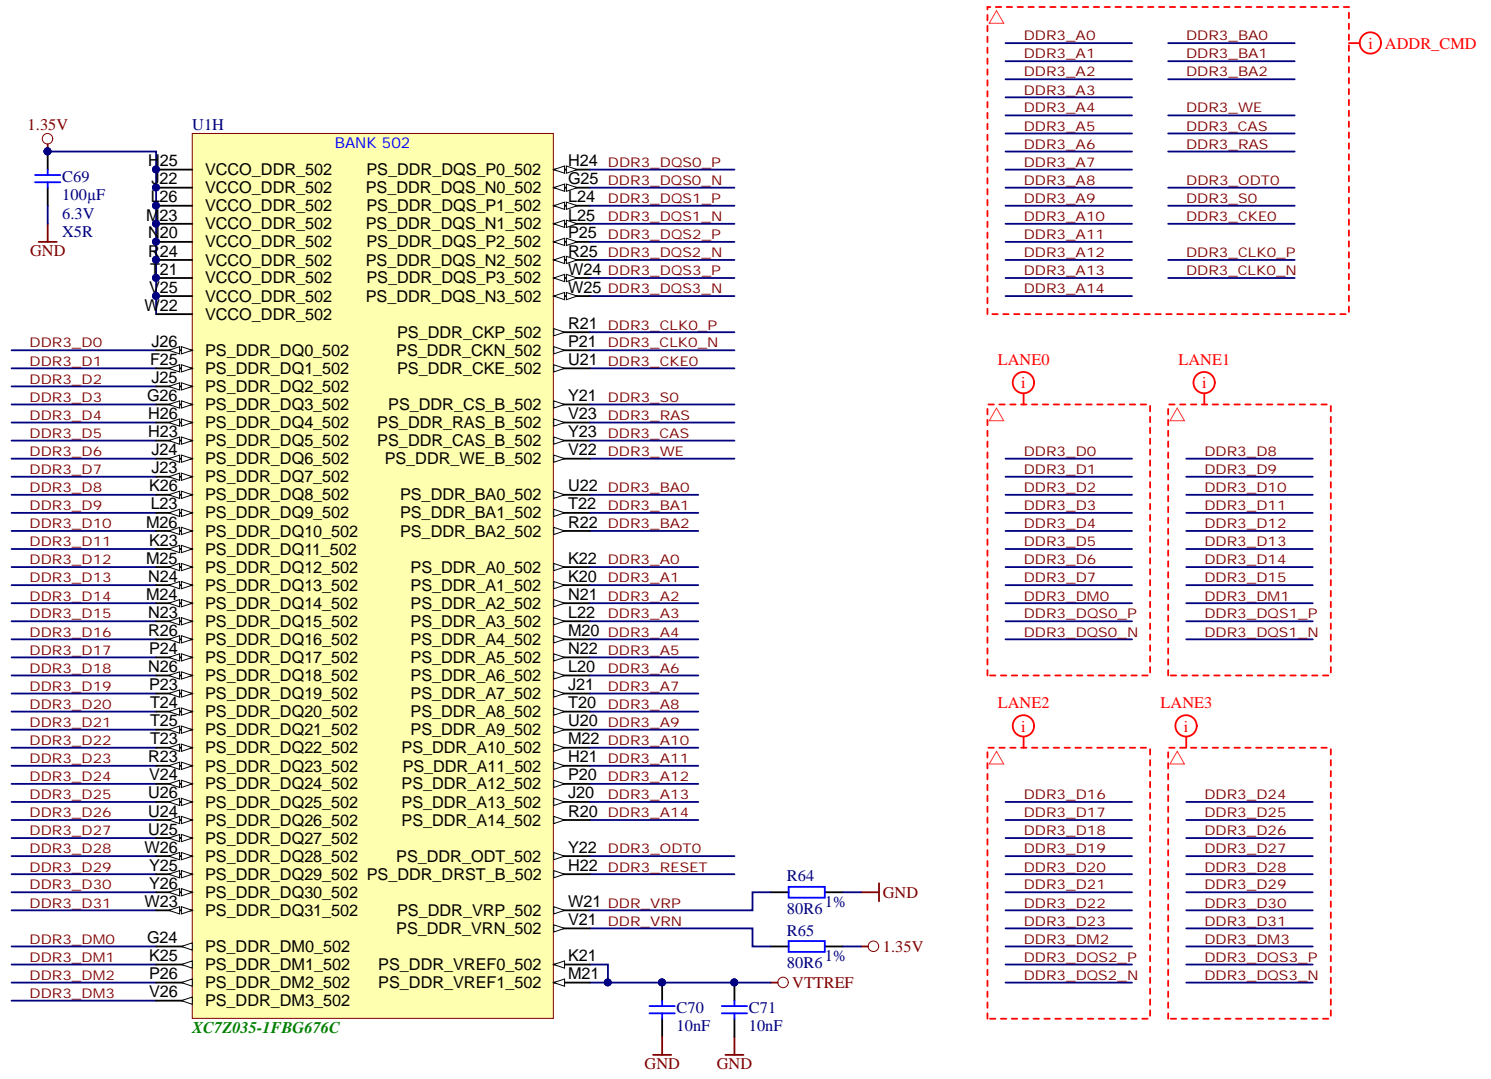 1.35V
C69
100µF
6.3V
X5R
GND
U1H
BANK 502
H25 VCCO_DDR_502
J22 VCCO_DDR_502
L26 VCCO_DDR_502
M23 VCCO_DDR_502
N20 VCCO_DDR_502
R24 VCCO_DDR_502
T21 VCCO_DDR_502
V25 VCCO_DDR_502
W22 VCCO_DDR_502
DDR3_D0 J26 PS_DDR_DQ0_502
DDR3_D1 F25 PS_DDR_DQ1_502
DDR3_D2 J25 PS_DDR_DQ2_502
DDR3_D3 G26 PS_DDR_DQ3_502
DDR3_D4 H26 PS_DDR_DQ4_502
DDR3_D5 H23 PS_DDR_DQ5_502
DDR3_D6 J24 PS_DDR_DQ6_502
DDR3_D7 J23 PS_DDR_DQ7_502
DDR3_D8 K26 PS_DDR_DQ8_502
DDR3_D9 L23 PS_DDR_DQ9_502
DDR3_D10 M26 PS_DDR_DQ10_502
DDR3_D11 K23 PS_DDR_DQ11_502
DDR3_D12 M25 PS_DDR_DQ12_502
DDR3_D13 N24 PS_DDR_DQ13_502
DDR3_D14 M24 PS_DDR_DQ14_502
DDR3_D15 N23 PS_DDR_DQ15_502
DDR3_D16 R26 PS_DDR_DQ16_502
DDR3_D17 P24 PS_DDR_DQ17_502
DDR3_D18 N26 PS_DDR_DQ18_502
DDR3_D19 P23 PS_DDR_DQ19_502
DDR3_D20 T24 PS_DDR_DQ20_502
DDR3_D21 T25 PS_DDR_DQ21_502
DDR3_D22 T23 PS_DDR_DQ22_502
DDR3_D23 R23 PS_DDR_DQ23_502
DDR3_D24 V24 PS_DDR_DQ24_502
DDR3_D25 U26 PS_DDR_DQ25_502
DDR3_D26 U24 PS_DDR_DQ26_502
DDR3_D27 U25 PS_DDR_DQ27_502
DDR3_D28 W26 PS_DDR_DQ28_502
DDR3_D29 Y25 PS_DDR_DQ29_502
DDR3_D30 Y26 PS_DDR_DQ30_502
DDR3_D31 W23 PS_DDR_DQ31_502
DDR3_DM0 G24 PS_DDR_DM0_502
DDR3_DM1 K25 PS_DDR_DM1_502
DDR3_DM2 P26 PS_DDR_DM2_502
DDR3_DM3 V26 PS_DDR_DM3_502
XC7Z035-1FBG676C
PS_DDR_DQS_P0_502 H24 DDR3_DQS0_P
PS_DDR_DQS_N0_502 G25 DDR3_DQS0_N
PS_DDR_DQS_P1_502 L24 DDR3_DQS1_P
PS_DDR_DQS_N1_502 L25 DDR3_DQS1_N
PS_DDR_DQS_P2_502 P25 DDR3_DQS2_P
PS_DDR_DQS_N2_502 R25 DDR3_DQS2_N
PS_DDR_DQS_P3_502 W24 DDR3_DQS3_P
PS_DDR_DQS_N3_502 W25 DDR3_DQS3_N
PS_DDR_CKP_502 R21 DDR3_CLK0_P
PS_DDR_CKN_502 P21 DDR3_CLK0_N
PS_DDR_CKE_502 U21 DDR3_CKE0
PS_DDR_CS_B_502 Y21 DDR3_S0
PS_DDR_RAS_B_502 V23 DDR3_RAS
PS_DDR_CAS_B_502 Y23 DDR3_CAS
PS_DDR_WE_B_502 V22 DDR3_WE
PS_DDR_BA0_502 U22 DDR3_BA0
PS_DDR_BA1_502 T22 DDR3_BA1
PS_DDR_BA2_502 R22 DDR3_BA2
PS_DDR_A0_502 K22 DDR3_A0
PS_DDR_A1_502 K20 DDR3_A1
PS_DDR_A2_502 N21 DDR3_A2
PS_DDR_A3_502 L22 DDR3_A3
PS_DDR_A4_502 M20 DDR3_A4
PS_DDR_A5_502 N22 DDR3_A5
PS_DDR_A6_502 L20 DDR3_A6
PS_DDR_A7_502 J21 DDR3_A7
PS_DDR_A8_502 T20 DDR3_A8
PS_DDR_A9_502 U20 DDR3_A9
PS_DDR_A10_502 M22 DDR3_A10
PS_DDR_A11_502 H21 DDR3_A11
PS_DDR_A12_502 P20 DDR3_A12
PS_DDR_A13_502 J20 DDR3_A13
PS_DDR_A14_502 R20 DDR3_A14
PS_DDR_ODT_502 Y22 DDR3_ODT0
PS_DDR_DRST_B_502 H22 DDR3_RESET
PS_DDR_VRP_502 W21 DDR_VRP
PS_DDR_VRN_502 V21 DDR_VRN
PS_DDR_VREF0_502 K21
PS_DDR_VREF1_502 M21
R64
80R6 1%
GND
R65
80R6 1%
1.35V
VTTREF
C70
10nF
GND
C71
10nF
GND
ADDR_CMD
i
DDR3_A0 DDR3_BA0
DDR3_A1 DDR3_BA1
DDR3_A2 DDR3_BA2
DDR3_A3
DDR3_A4 DDR3_WE
DDR3_A5 DDR3_CAS
DDR3_A6 DDR3_RAS
DDR3_A7
DDR3_A8 DDR3_ODT0
DDR3_A9 DDR3_S0
DDR3_A10 DDR3_CKE0
DDR3_A11
DDR3_A12 DDR3_CLK0_P
DDR3_A13 DDR3_CLK0_N
DDR3_A14
LANE0
i
DDR3_D0
DDR3_D1
DDR3_D2
DDR3_D3
DDR3_D4
DDR3_D5
DDR3_D6
DDR3_D7
DDR3_DM0
DDR3_DQS0_P
DDR3_DQS0_N
LANE1
i
DDR3_D8
DDR3_D9
DDR3_D10
DDR3_D11
DDR3_D12
DDR3_D13
DDR3_D14
DDR3_D15
DDR3_DM1
DDR3_DQS1_P
DDR3_DQS1_N
LANE2
i
DDR3_D16
DDR3_D17
DDR3_D18
DDR3_D19
DDR3_D20
DDR3_D21
DDR3_D22
DDR3_D23
DDR3_DM2
DDR3_DQS2_P
DDR3_DQS2_N
LANE3
i
DDR3_D24
DDR3_D25
DDR3_D26
DDR3_D27
DDR3_D28
DDR3_D29
DDR3_D30
DDR3_D31
DDR3_DM3
DDR3_DQS3_P
DDR3_DQS3_N